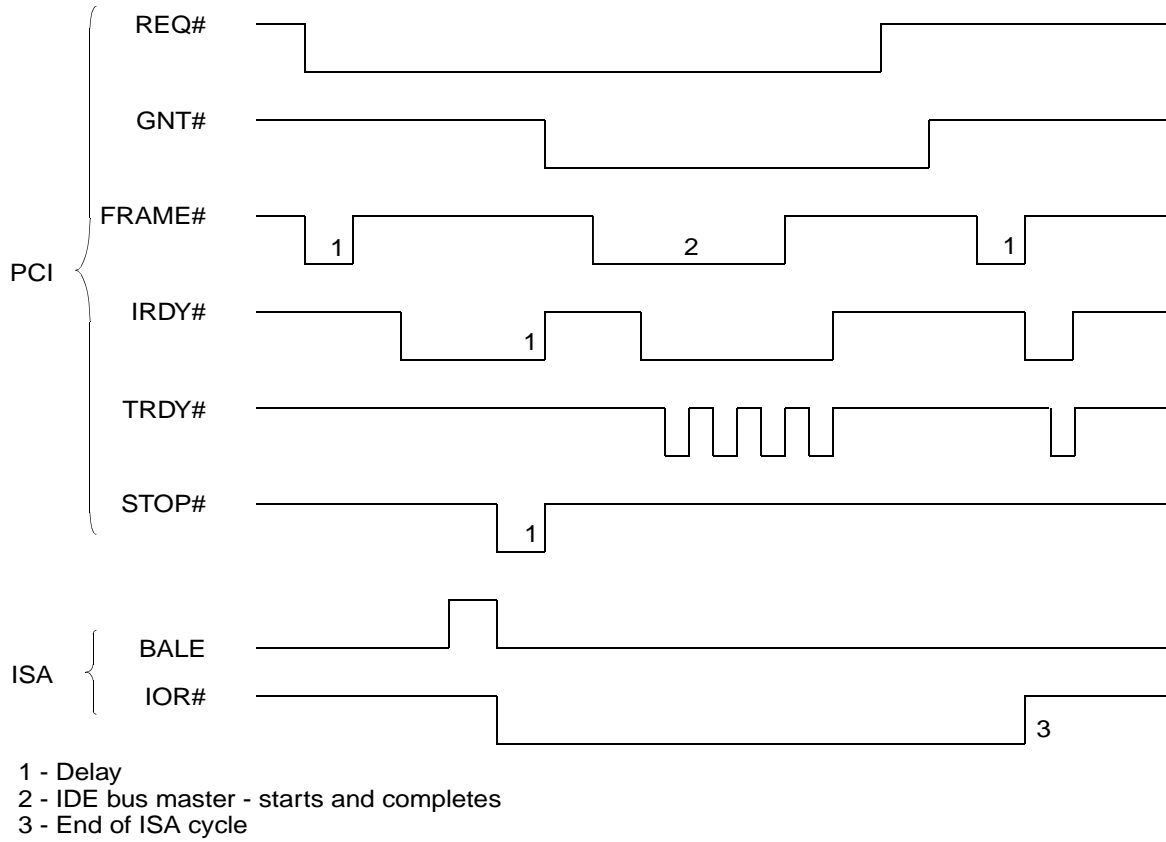 REQ#
GNT#
FRAME#
1
2
1
PCI
IRDY#
1
TRDY#
STOP#
1
BALE
ISA
IOR#
3
1 - Delay
2 - IDE bus master - starts and completes
3 - End of ISA cycle